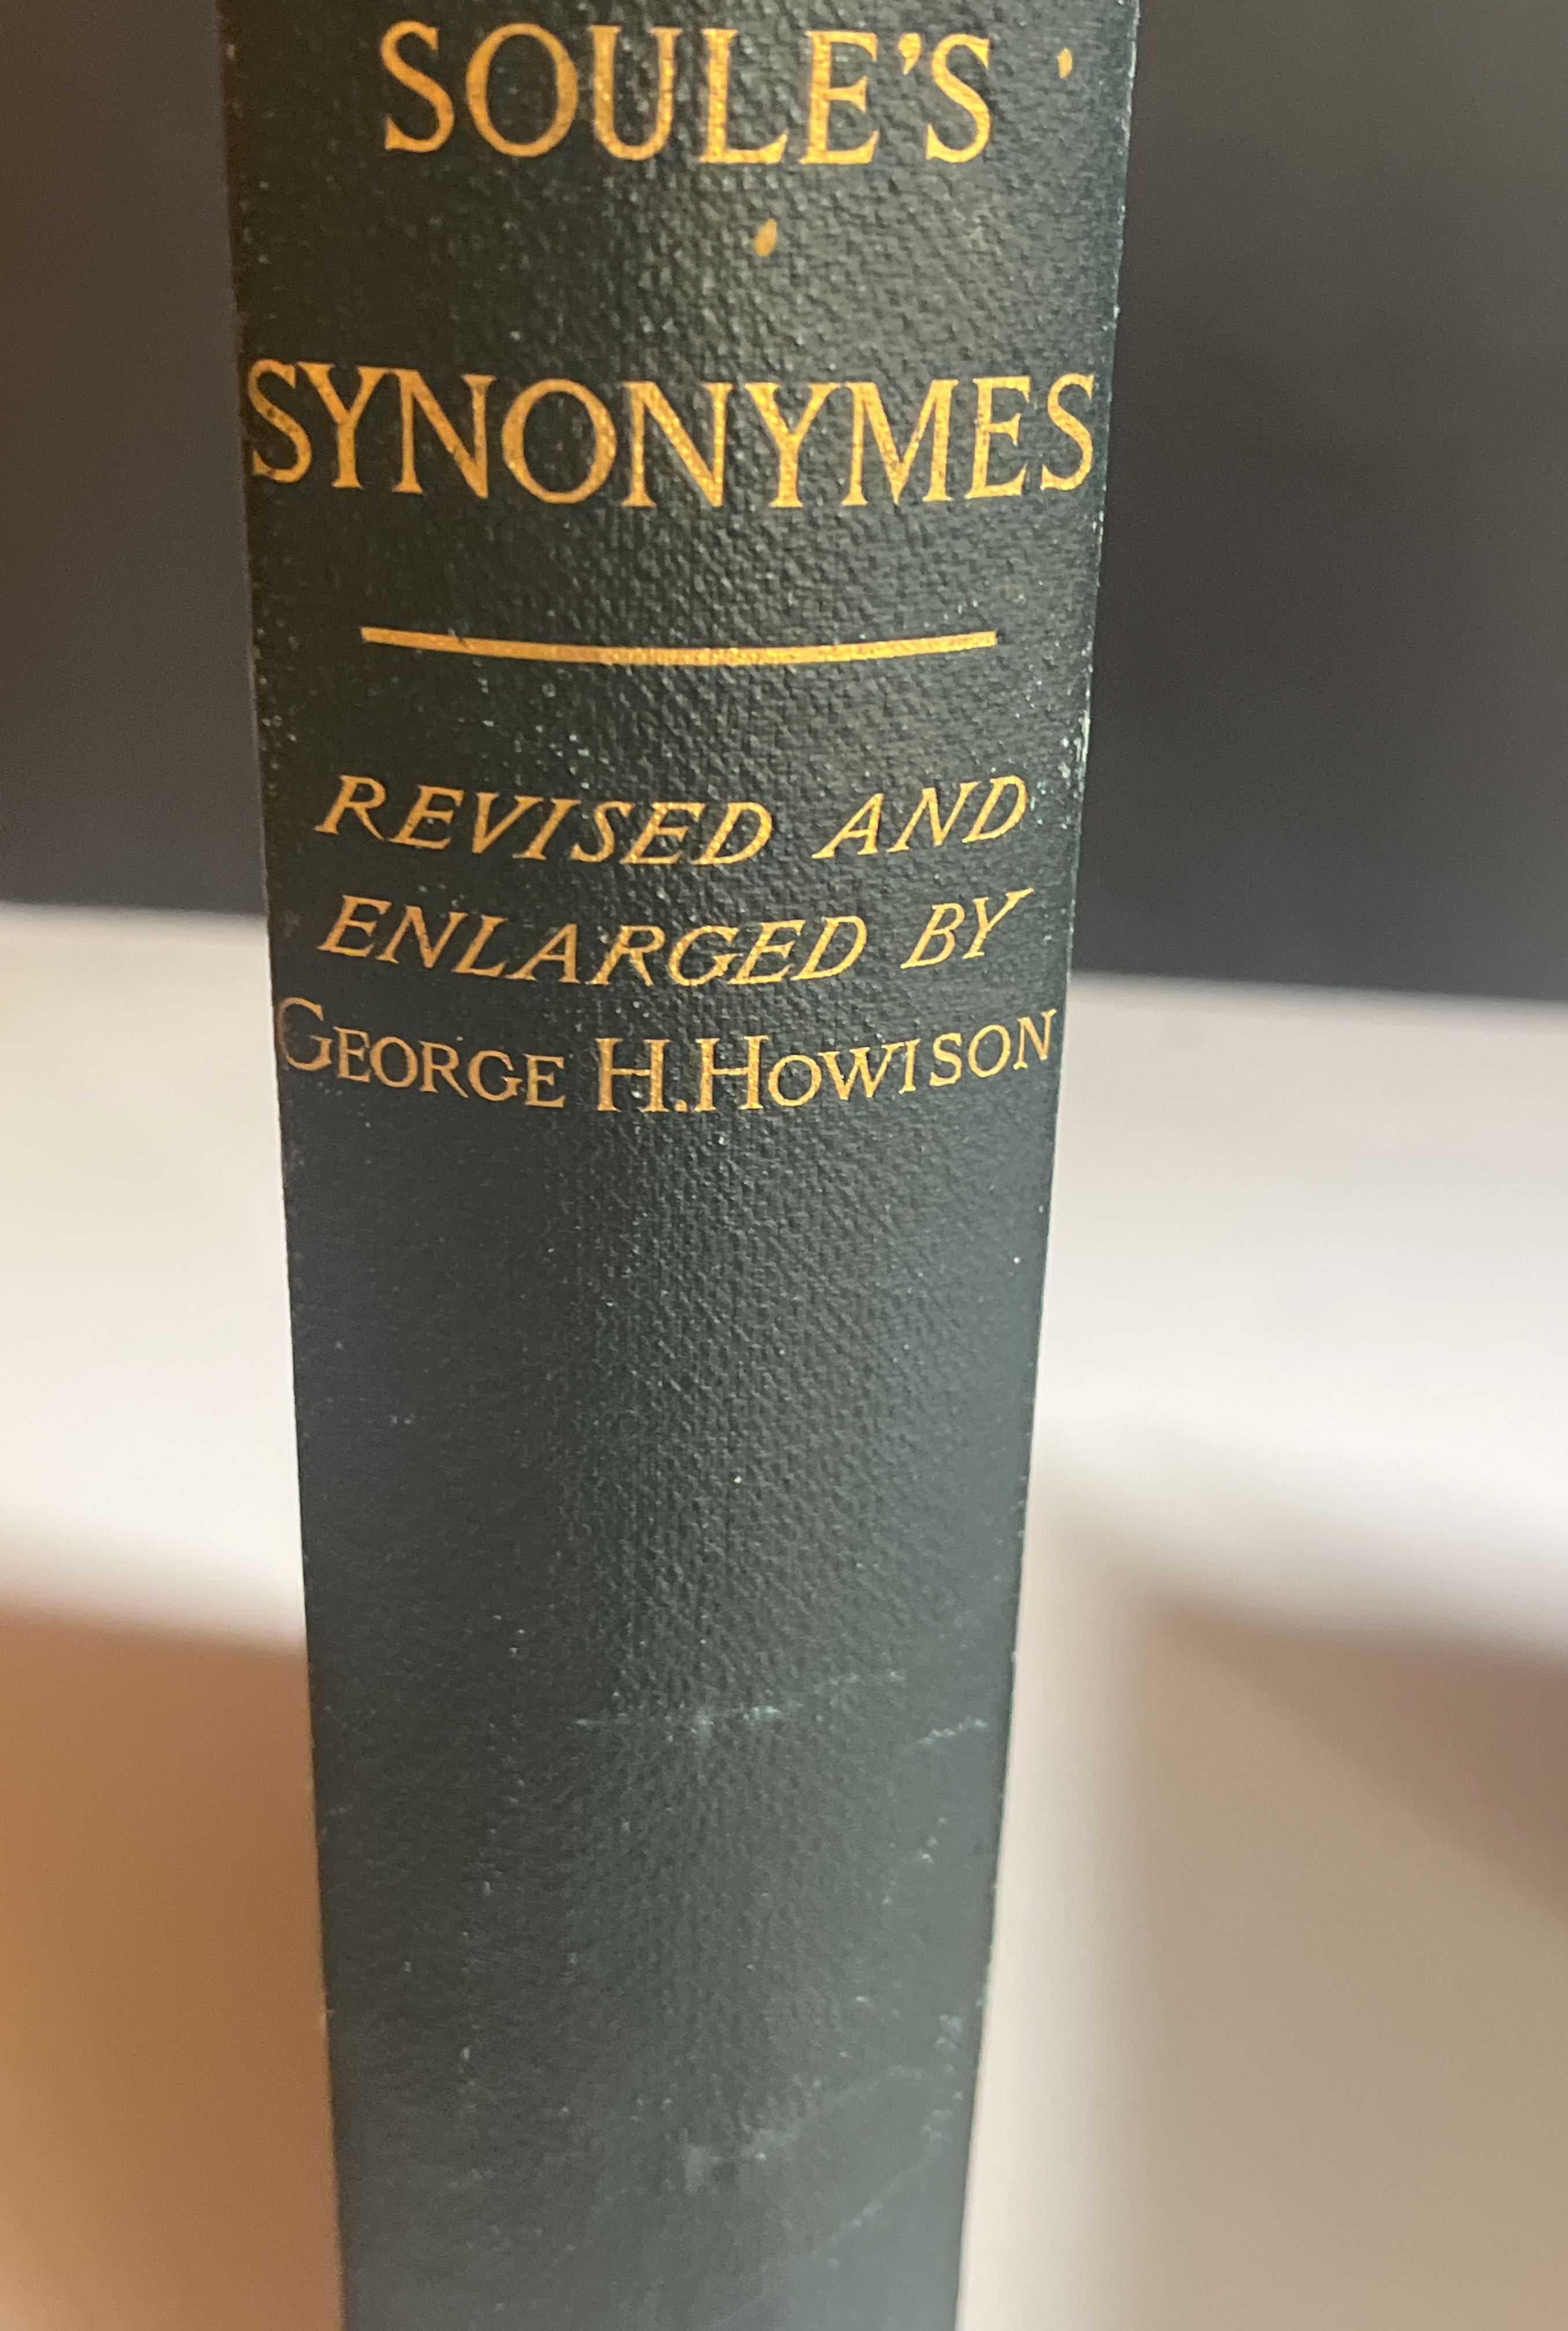 SOULE'S
SYNONYMES
REVISED AND
ENLARGED BY
GEORGE H. HOWISON